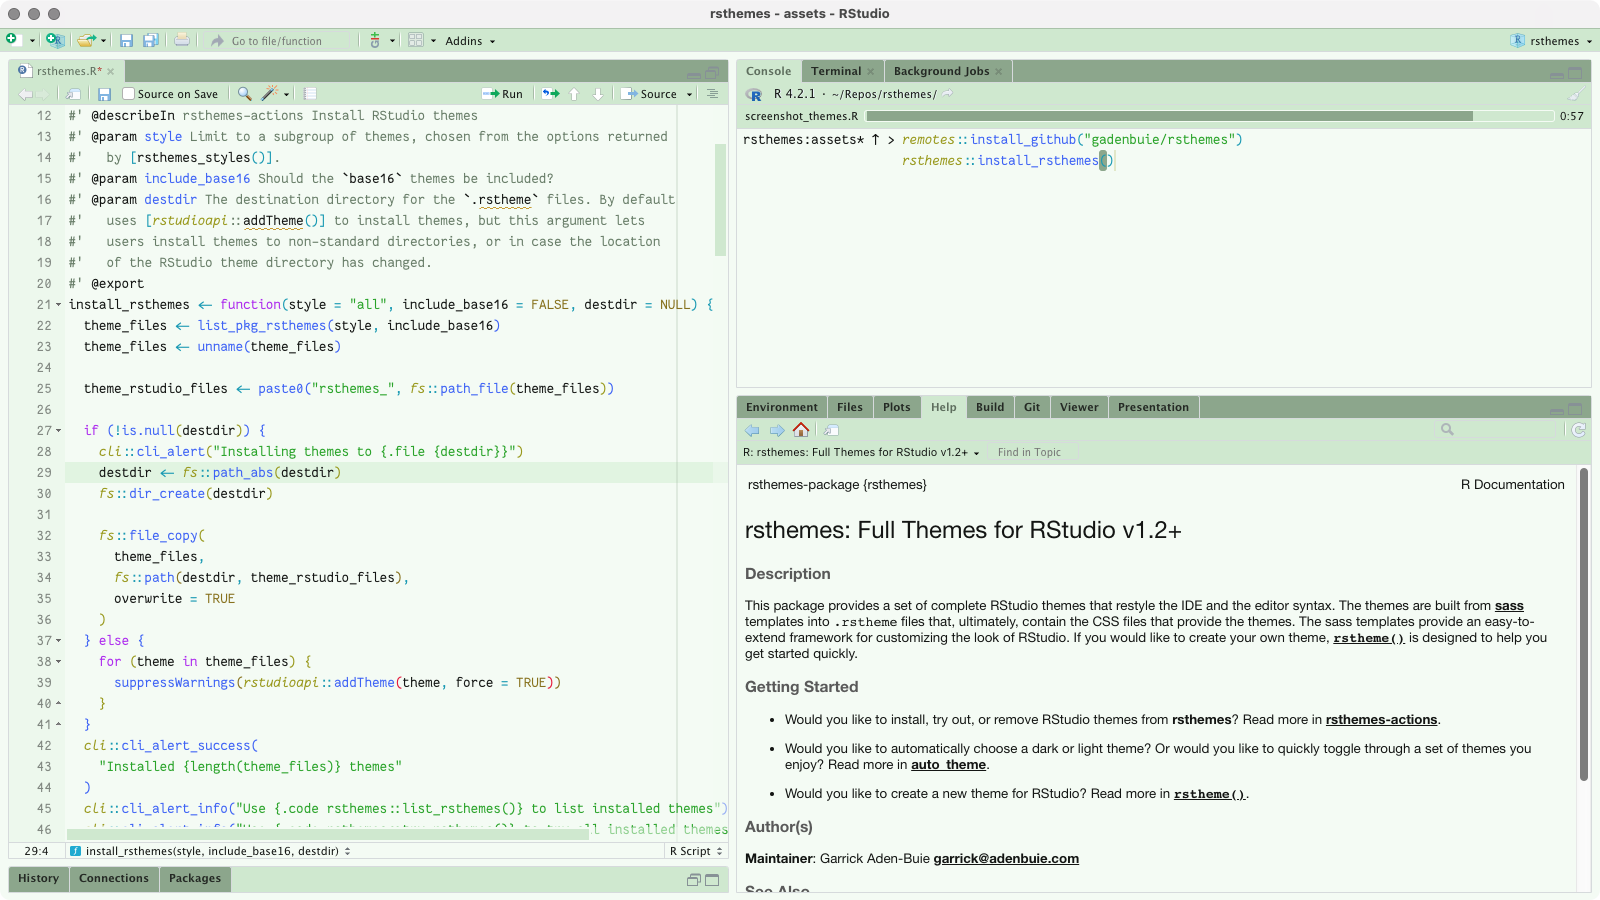 rsthemes - assets - RStudio
Go to file/function
Addins
rsthemes
rsthemes.R*
Source on Save
Run
Source
12 #' @describeIn rsthemes-actions Install RStudio themes
13 #' @param style Limit to a subgroup of themes, chosen from the options returned
14 #'   by [rsthemes_styles()].
15 #' @param include_base16 Should the `base16` themes be included?
16 #' @param destdir The destination directory for the `.rstheme` files. By default
17 #'   uses [rstudioapi::addTheme()] to install themes, but this argument lets
18 #'   users install themes to non-standard directories, or in case the location
19 #'   of the RStudio theme directory has changed.
20 #' @export
21 install_rsthemes <- function(style = "all", include_base16 = FALSE, destdir = NULL) {
22   theme_files <- list_pkg_rsthemes(style, include_base16)
23   theme_files <- unname(theme_files)
24
25   theme_rstudio_files <- paste0("rsthemes_", fs::path_file(theme_files))
26
27   if (!is.null(destdir)) {
28     cli::cli_alert("Installing themes to {.file {destdir}}")
29     destdir <- fs::path_abs(destdir)
30     fs::dir_create(destdir)
31
32     fs::file_copy(
33       theme_files,
34       fs::path(destdir, theme_rstudio_files),
35       overwrite = TRUE
36     )
37   } else {
38     for (theme in theme_files) {
39       suppressWarnings(rstudioapi::addTheme(theme, force = TRUE))
40     }
41   }
42   cli::cli_alert_success(
43     "Installed {length(theme_files)} themes"
44   )
45   cli::cli_alert_info("Use {.code rsthemes::list_rsthemes()} to list installed themes")
46 installed themes
29:4 install_rsthemes(style, include_base16, destdir) R Script
History Connections Packages
Console Terminal Background Jobs
R 4.2.1 · ~/Repos/rsthemes/
screenshot_themes.R 0:57
rsthemes:assets* ↑ > remotes::install_github("gadenbuie/rsthemes")
rsthemes::install_rsthemes()
Environment Files Plots Help Build Git Viewer Presentation
R: rsthemes: Full Themes for RStudio v1.2+ Find in Topic
rsthemes-package {rsthemes} R Documentation
rsthemes: Full Themes for RStudio v1.2+
Description
This package provides a set of complete RStudio themes that restyle the IDE and the editor syntax. The themes are built from sass
templates into .rstheme files that, ultimately, contain the CSS files that provide the themes. The sass templates provide an easy-to-
extend framework for customizing the look of RStudio. If you would like to create your own theme, rstheme() is designed to help you
get started quickly.
Getting Started
• Would you like to install, try out, or remove RStudio themes from rsthemes? Read more in rsthemes-actions.
• Would you like to automatically choose a dark or light theme? Or would you like to quickly toggle through a set of themes you
enjoy? Read more in auto_theme.
• Would you like to create a new theme for RStudio? Read more in rstheme().
Author(s)
Maintainer: Garrick Aden-Buie garrick@adenbuie.com
See Also